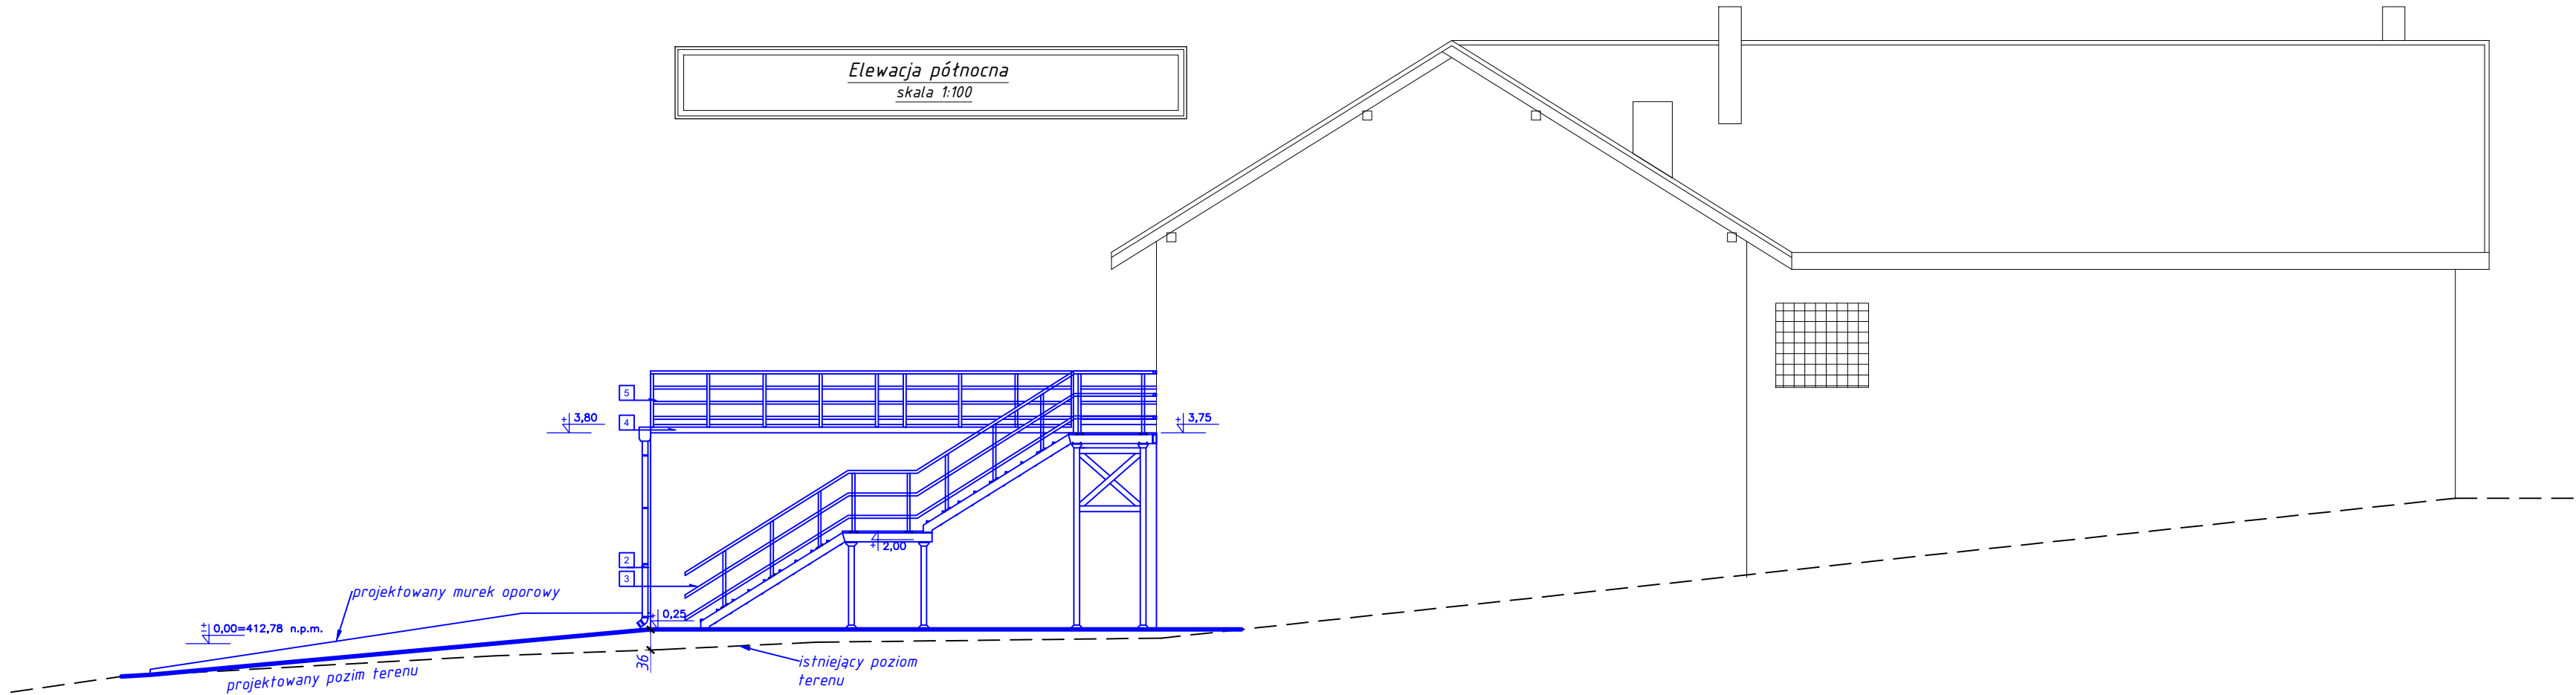 Elewacja północna
skala 1:100
5
4
± 3,80
± 3,75
± 2,00
2
3
projektowany murek oporowy
± 0,25
± 0,00=412,78 n.p.m.
36
istniejący poziom
terenu
projektowany pozim terenu